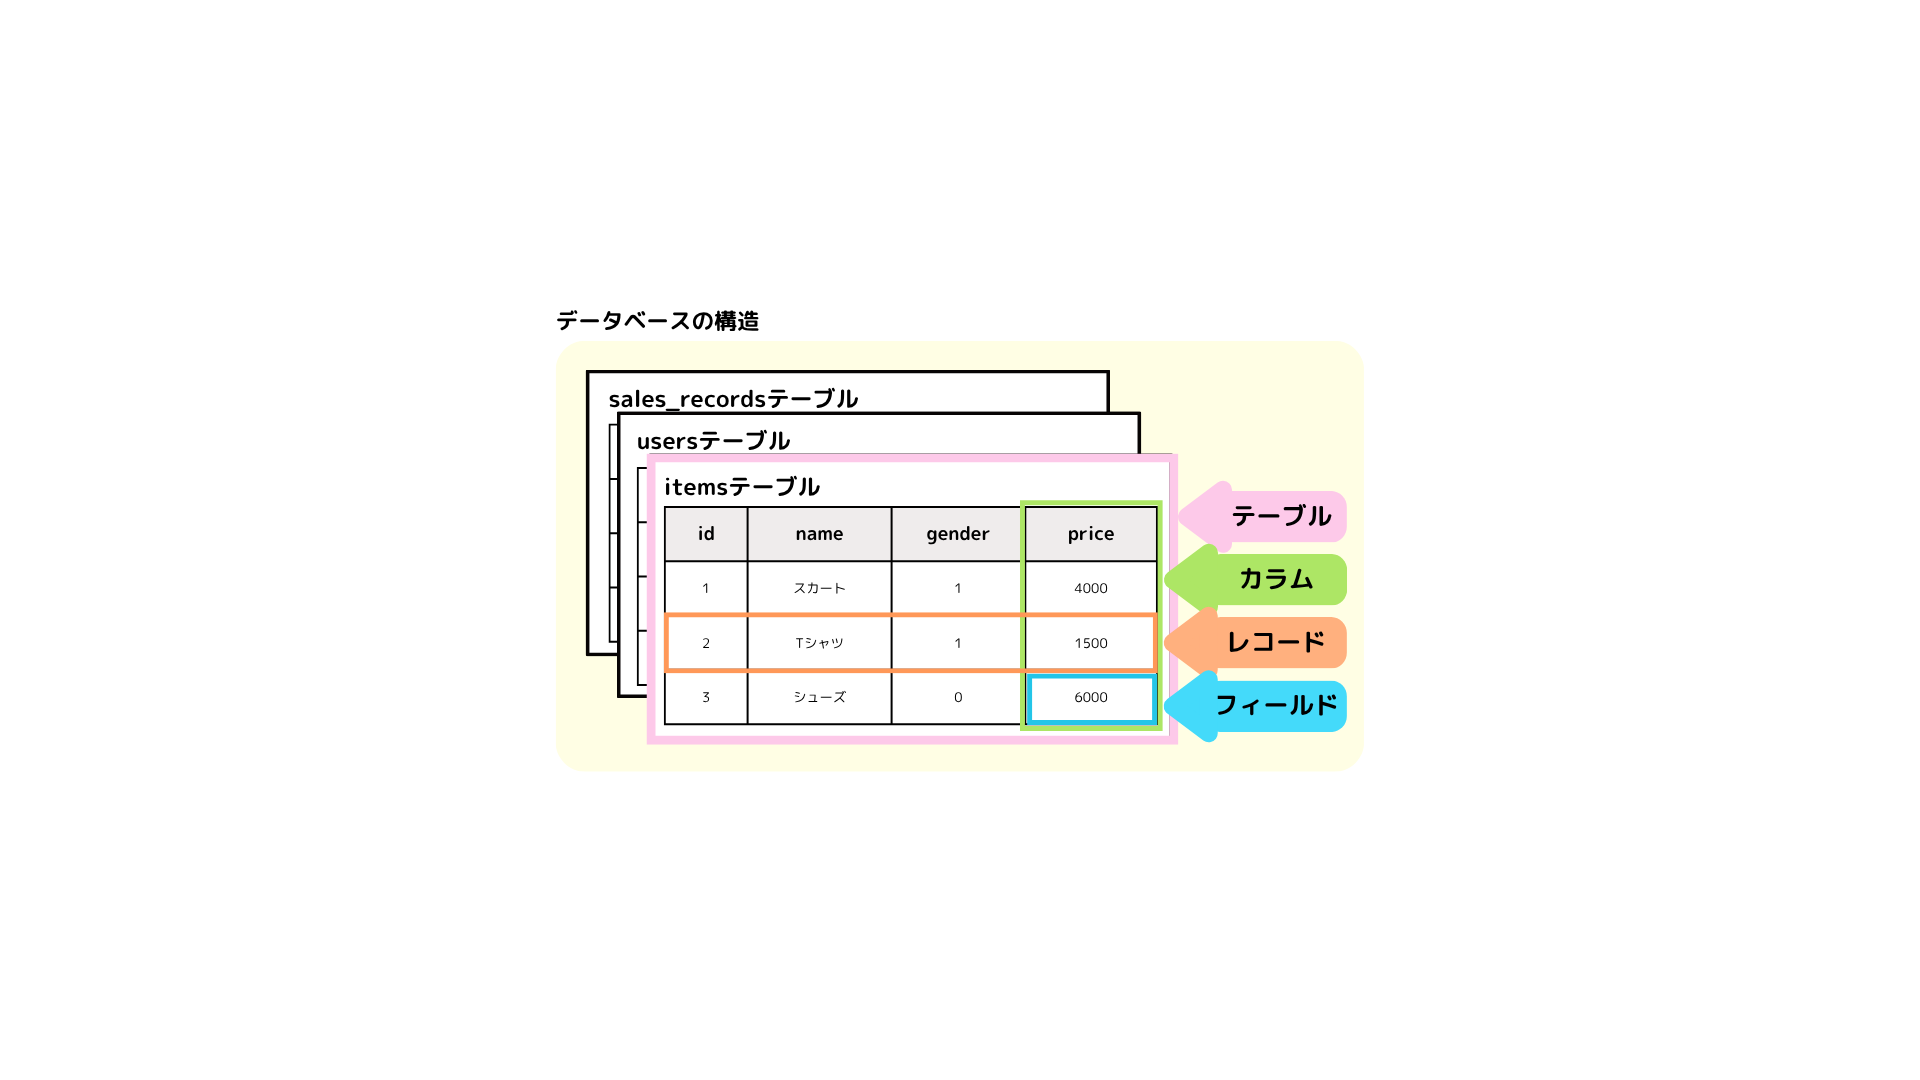 データベースの構造
sales_recordsテーブル
usersテーブル
itemsテーブル
id name gender price
1 スカート 1 4000
2 Tシャツ 1 1500
3 シューズ 0 6000
テーブル
カラム
レコード
フィールド